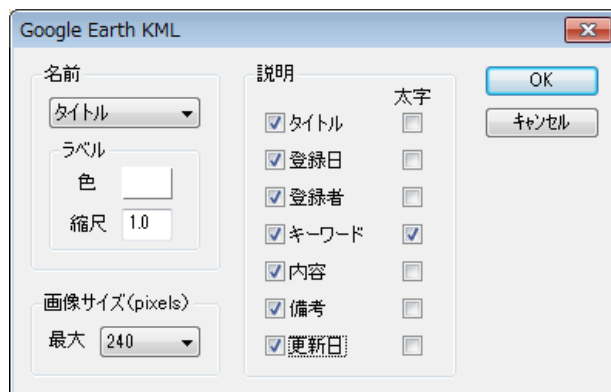 Google Earth KML
名前
タイトル
ラベル
色
縮尺 1.0
画像サイズ(pixels)
最大 240
説明
太字
タイトル
登録日
登録者
キーワード
内容
備考
更新日
OK
キャンセル